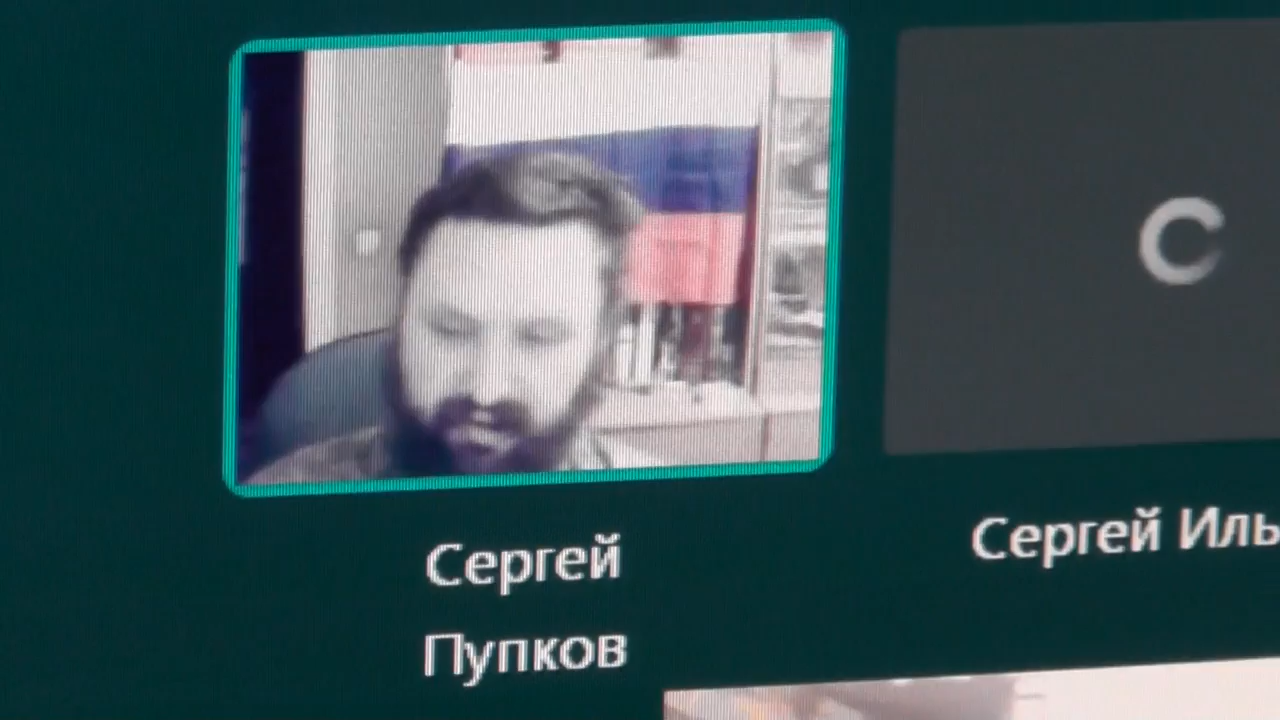 С
Сергей
Пупков
Сергей Иль